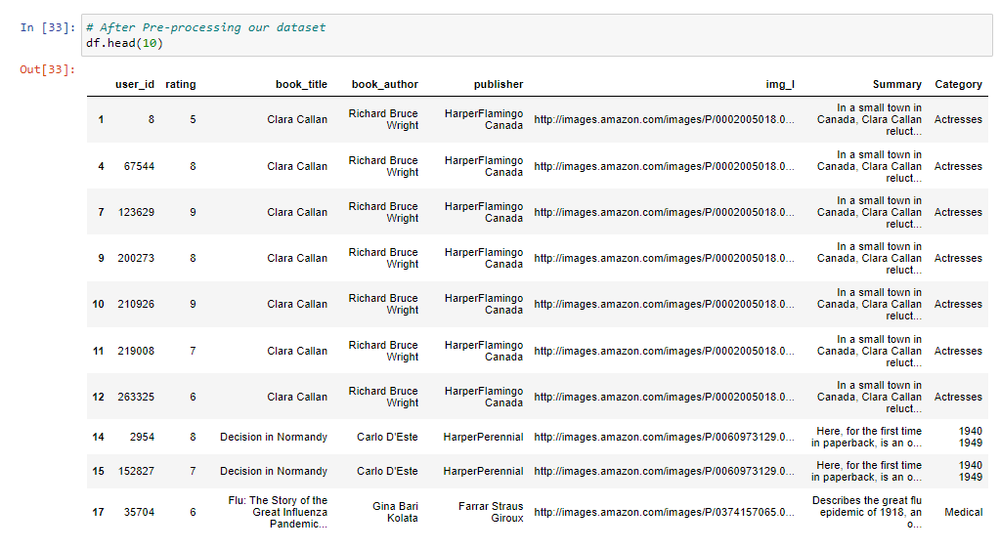 In [33]: # After Pre-processing our dataset
df.head(10)
Out[33]:
user_id rating book_title book_author publisher img_l Summary Category
1 8 5 Clara Callan Richard Bruce Wright HarperFlamingo Canada http://images.amazon.com/images/P/0002005018.0... In a small town in Canada, Clara Callan reluct... Actresses
4 67544 8 Clara Callan Richard Bruce Wright HarperFlamingo Canada http://images.amazon.com/images/P/0002005018.0... In a small town in Canada, Clara Callan reluct... Actresses
7 123629 9 Clara Callan Richard Bruce Wright HarperFlamingo Canada http://images.amazon.com/images/P/0002005018.0... In a small town in Canada, Clara Callan reluct... Actresses
9 200273 8 Clara Callan Richard Bruce Wright HarperFlamingo Canada http://images.amazon.com/images/P/0002005018.0... In a small town in Canada, Clara Callan reluct... Actresses
10 210926 9 Clara Callan Richard Bruce Wright HarperFlamingo Canada http://images.amazon.com/images/P/0002005018.0... In a small town in Canada, Clara Callan reluct... Actresses
11 219008 7 Clara Callan Richard Bruce Wright HarperFlamingo Canada http://images.amazon.com/images/P/0002005018.0... In a small town in Canada, Clara Callan reluct... Actresses
12 263325 6 Clara Callan Richard Bruce Wright HarperFlamingo Canada http://images.amazon.com/images/P/0002005018.0... In a small town in Canada, Clara Callan reluct... Actresses
14 2954 8 Decision in Normandy Carlo D'Este HarperPerennial http://images.amazon.com/images/P/0060973129.0... Here, for the first time in paperback, is an o... 1940 1949
15 152827 7 Decision in Normandy Carlo D'Este HarperPerennial http://images.amazon.com/images/P/0060973129.0... Here, for the first time in paperback, is an o... 1940 1949
17 35704 6 Flu: The Story of the Great Influenza Pandemic... Gina Bari Kolata Farrar Straus Giroux http://images.amazon.com/images/P/0374157065.0... Describes the great flu epidemic of 1918, an o... Medical